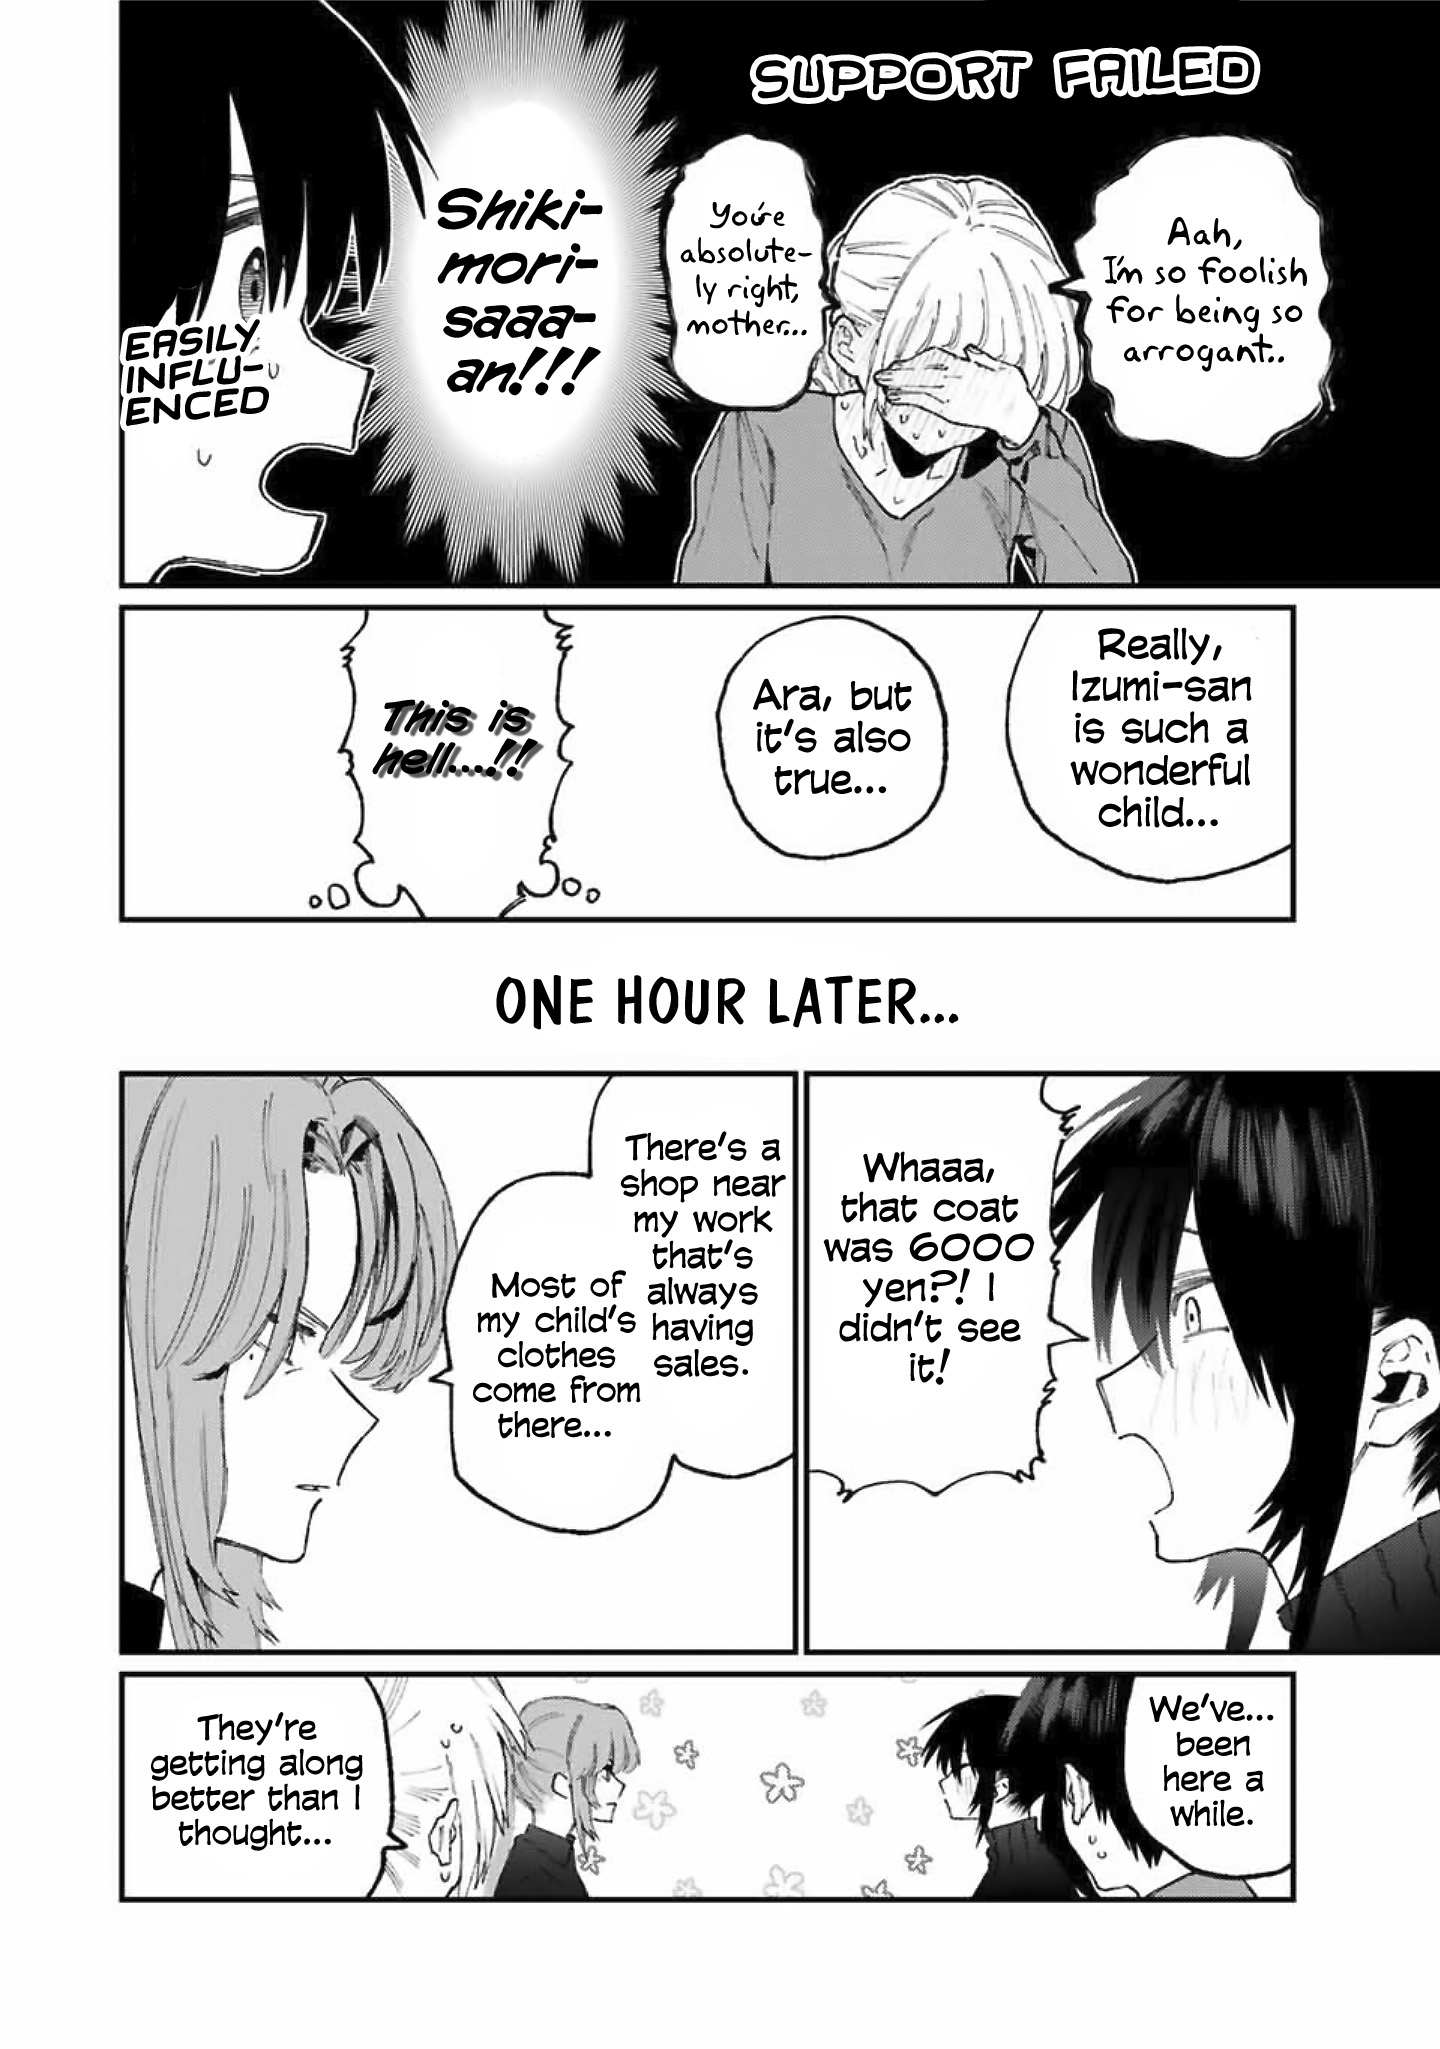 SUPPORT FAILED
Aah,
I'm so foolish
for being so
arrogant..
You're
absolute-
ly right,
mother...
Shiki-
mori-
saaa-
an!!!
EASILY
INFLU-
ENCED
Really,
Izumi-san
is such a
wonderful
child...
Ara, but
it's also
true...
This is
hell....!!
ONE HOUR LATER...
Whaaa,
that coat
was 6000
yen?! I
didn't see
it!
There's a
shop near
my work
that's
always
having
sales.
Most of
my child's
clothes
come from
there...
We've...
been
here a
while.
They're
getting along
better than I
thought...